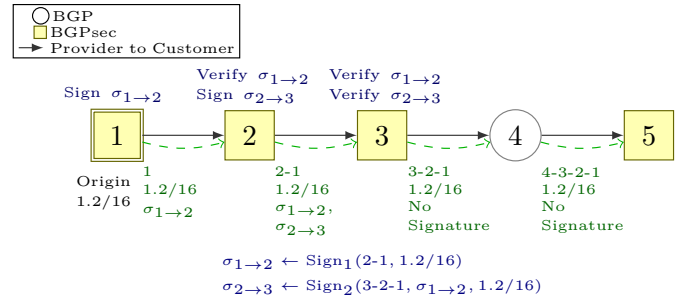 BGP
BGPsec
Provider to Customer
Sign σ1→2
Verify σ1→2
Sign σ2→3
Verify σ1→2
Verify σ2→3
1
2
3
4
5
Origin
1.2/16
1
1.2/16
σ1→2
2-1
1.2/16
σ1→2,
σ2→3
3-2-1
1.2/16
No
Signature
4-3-2-1
1.2/16
No
Signature
σ1→2 ← Sign1(2-1, 1.2/16)
σ2→3 ← Sign2(3-2-1, σ1→2, 1.2/16)